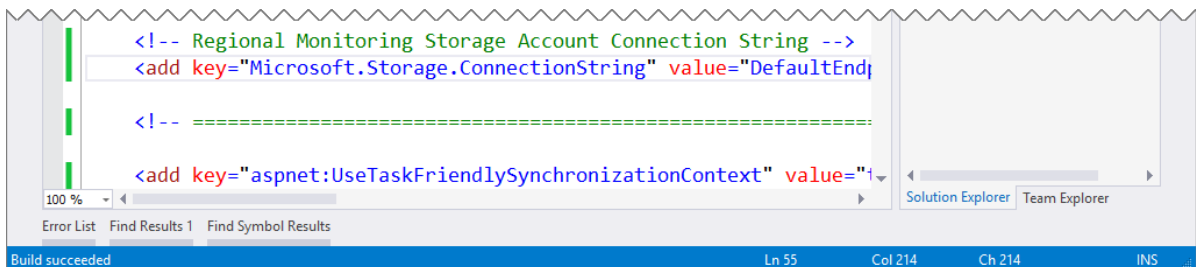 <!-- Regional Monitoring Storage Account Connection String -->
<add key="Microsoft.Storage.ConnectionString" value="DefaultEndp
<!-- ==========================================================
<add key="aspnet:UseTaskFriendlySynchronizationContext" value="t
100 %
Solution Explorer Team Explorer
Error List Find Results 1 Find Symbol Results
Build succeeded Ln 55 Col 214 Ch 214 INS